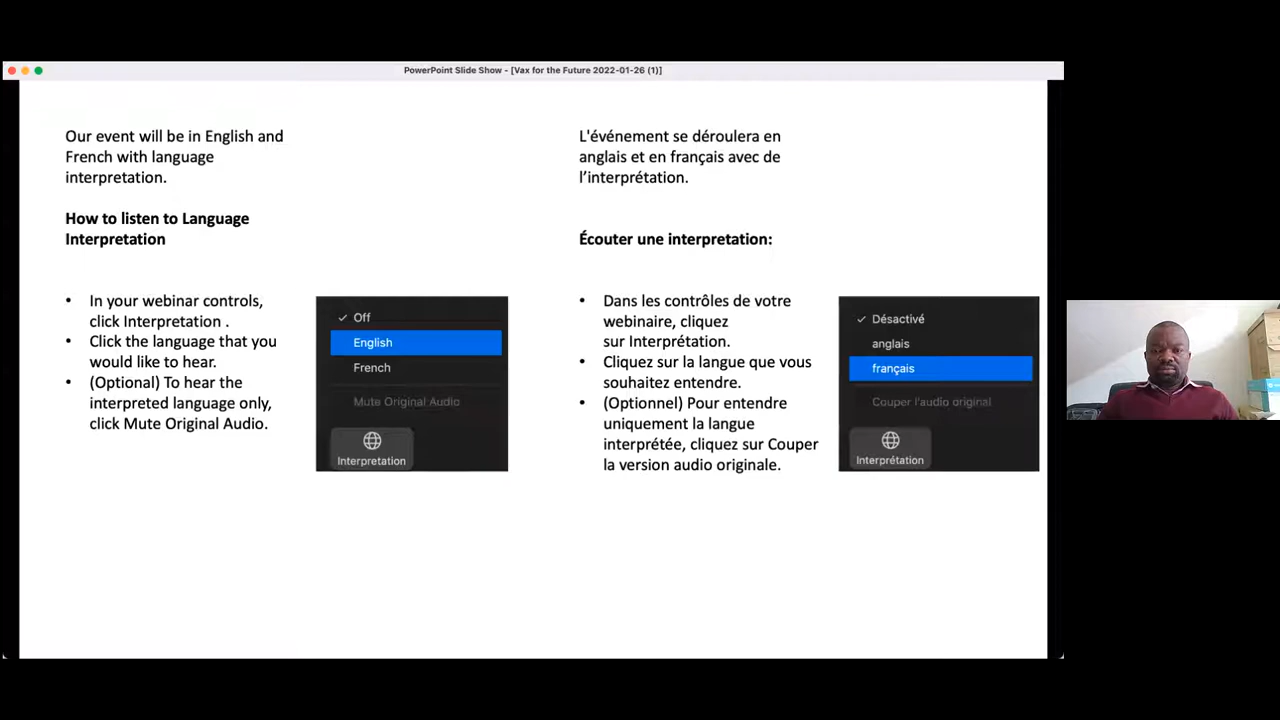 PowerPoint Slide Show - [Vax for the Future 2022-01-26 (1)]
Our event will be in English and
French with language
interpretation.
How to listen to Language
Interpretation
• In your webinar controls,
click Interpretation .
• Click the language that you
would like to hear.
• (Optional) To hear the
interpreted language only,
click Mute Original Audio.
✓ Off
English
French
Mute Original Audio
Interpretation
L'événement se déroulera en
anglais et en français avec de
l’interprétation.
Écouter une interpretation:
• Dans les contrôles de votre
webinaire, cliquez
sur Interprétation.
• Cliquez sur la langue que vous
souhaitez entendre.
• (Optionnel) Pour entendre
uniquement la langue
interprétée, cliquez sur Couper
la version audio originale.
✓ Désactivé
anglais
français
Couper l'audio original
Interprétation